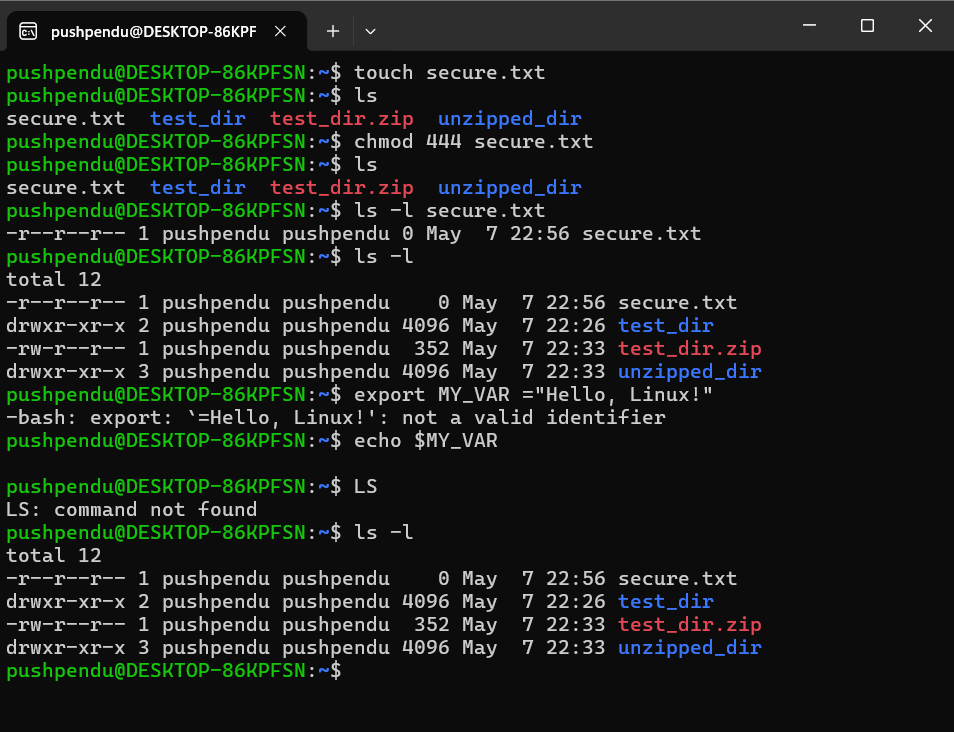 pushpendu@DESKTOP-86KPF
pushpendu@DESKTOP-86KPFSN:~$ touch secure.txt
pushpendu@DESKTOP-86KPFSN:~$ ls
secure.txt  test_dir  test_dir.zip  unzipped_dir
pushpendu@DESKTOP-86KPFSN:~$ chmod 444 secure.txt
pushpendu@DESKTOP-86KPFSN:~$ ls
secure.txt  test_dir  test_dir.zip  unzipped_dir
pushpendu@DESKTOP-86KPFSN:~$ ls -l secure.txt
-r--r--r-- 1 pushpendu pushpendu 0 May  7 22:56 secure.txt
pushpendu@DESKTOP-86KPFSN:~$ ls -l
total 12
-r--r--r-- 1 pushpendu pushpendu    0 May  7 22:56 secure.txt
drwxr-xr-x 2 pushpendu pushpendu 4096 May  7 22:26 test_dir
-rw-r--r-- 1 pushpendu pushpendu  352 May  7 22:33 test_dir.zip
drwxr-xr-x 3 pushpendu pushpendu 4096 May  7 22:33 unzipped_dir
pushpendu@DESKTOP-86KPFSN:~$ export MY_VAR ="Hello, Linux!"
-bash: export: `=Hello, Linux!': not a valid identifier
pushpendu@DESKTOP-86KPFSN:~$ echo $MY_VAR

pushpendu@DESKTOP-86KPFSN:~$ LS
LS: command not found
pushpendu@DESKTOP-86KPFSN:~$ ls -l
total 12
-r--r--r-- 1 pushpendu pushpendu    0 May  7 22:56 secure.txt
drwxr-xr-x 2 pushpendu pushpendu 4096 May  7 22:26 test_dir
-rw-r--r-- 1 pushpendu pushpendu  352 May  7 22:33 test_dir.zip
drwxr-xr-x 3 pushpendu pushpendu 4096 May  7 22:33 unzipped_dir
pushpendu@DESKTOP-86KPFSN:~$